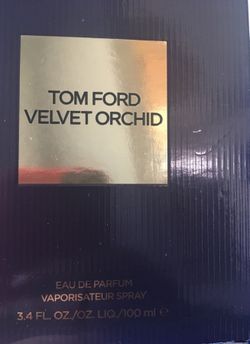 TOM FORD
VELVET ORCHID
EAU DE PARFUM
VAPORISATEUR SPRAY
3.4 FL. OZ./OZ. LIQ./100 ml ℮